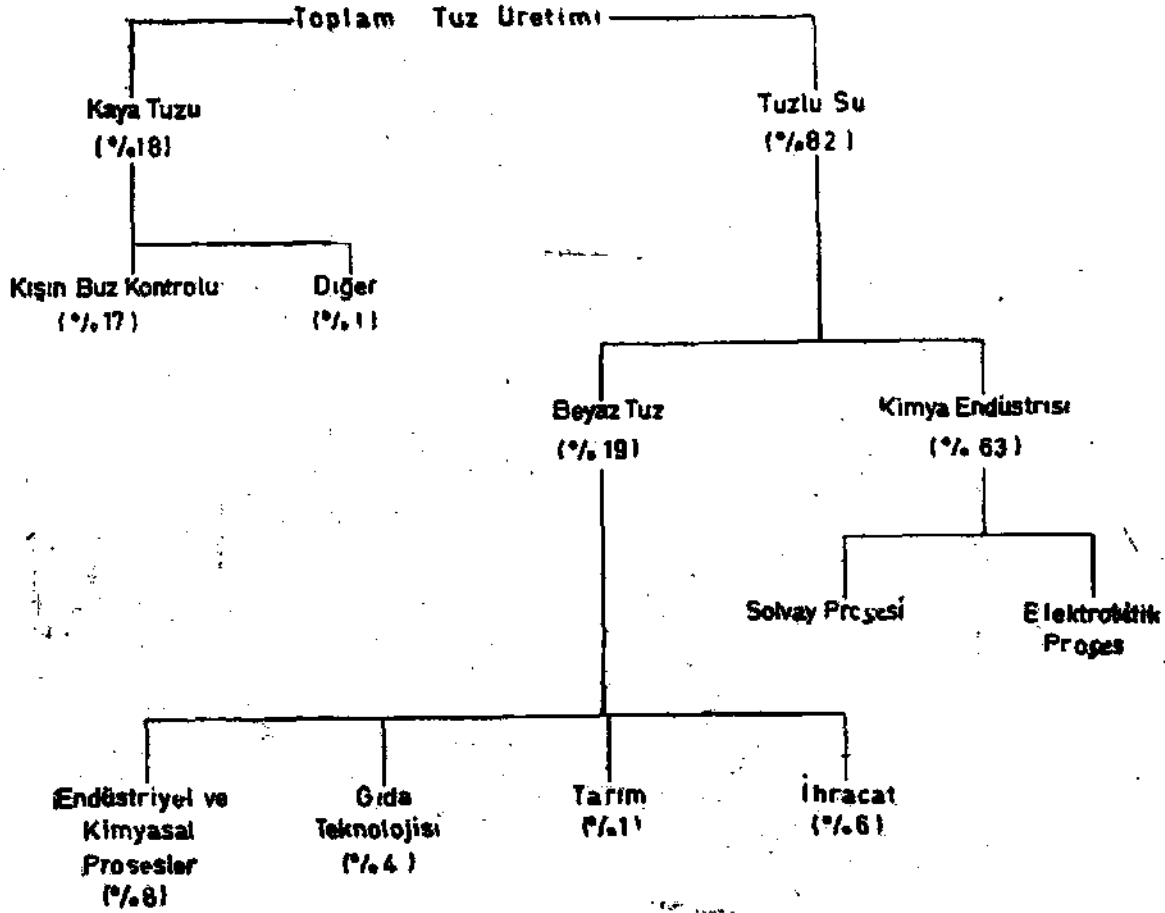 Toplam Tuz Üretimi
Kaya Tuzu
(%18)
Tuzlu Su
(%82)
Kışın Buz Kontrolu
(%17)
Diğer
(%1)
Beyaz Tuz
(%19)
Kimya Endüstrisi
(%63)
Solvay Prosesi
Elektrolitik
Proses
Endüstriyel ve
Kimyasal
Prosesler
(%8)
Gıda
Teknolojisi
(%4)
Tarım
(%1)
İhracat
(%6)